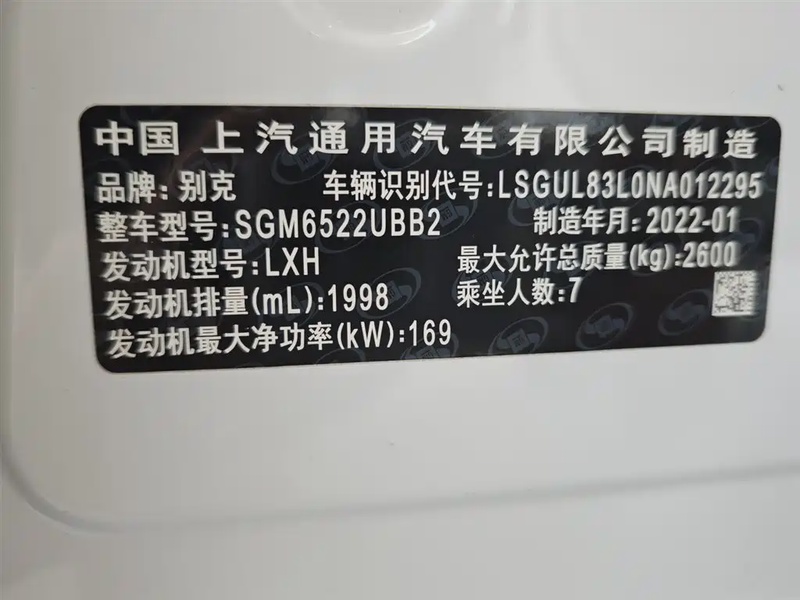 中国 上汽通用汽车有限公司制造
品牌:别克 车辆识别代号:LSGUL83L0NA012295
整车型号:SGM6522UBB2 制造年月:2022-01
发动机型号:LXH 最大允许总质量(kg):2600
发动机排量(mL):1998 乘坐人数:7
发动机最大净功率(kW):169